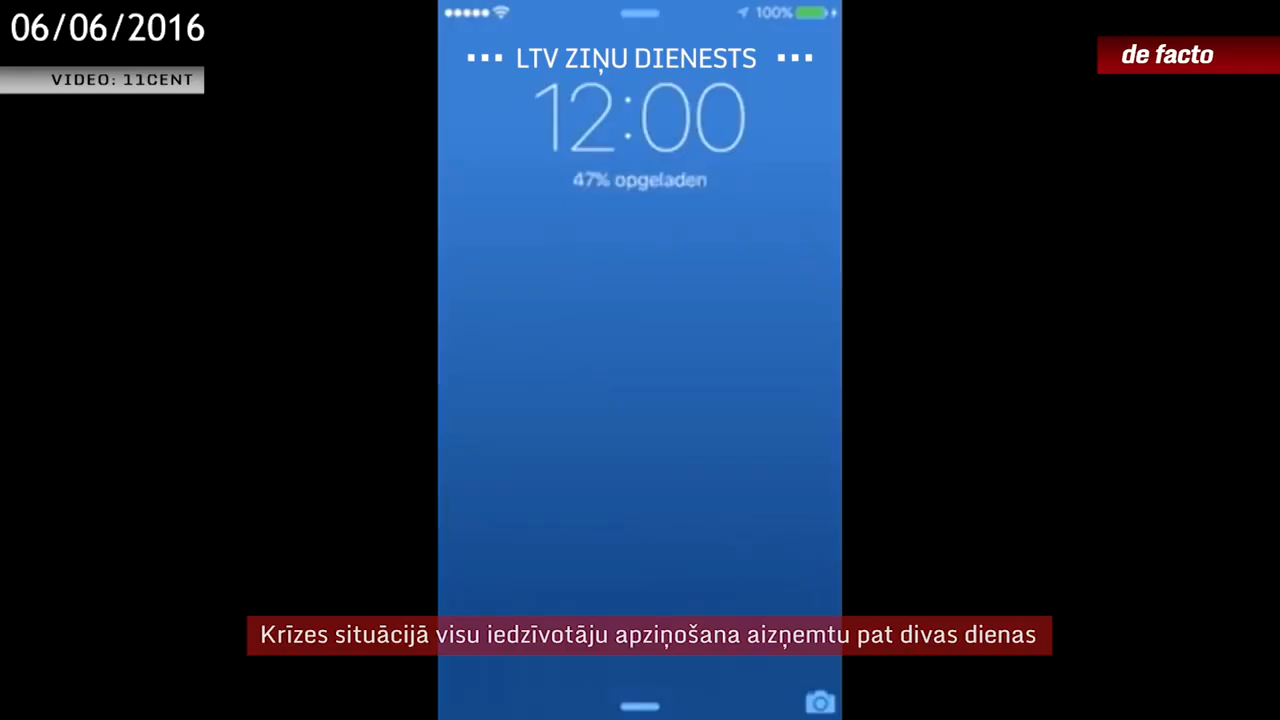 06/06/2016
VIDEO: 11CENT
100%
••• LTV ZIŅU DIENESTS •••
de facto
12:00
47% opgeladen
Krīzes situācijā visu iedzīvotāju apziņošana aizņemtu pat divas dienas